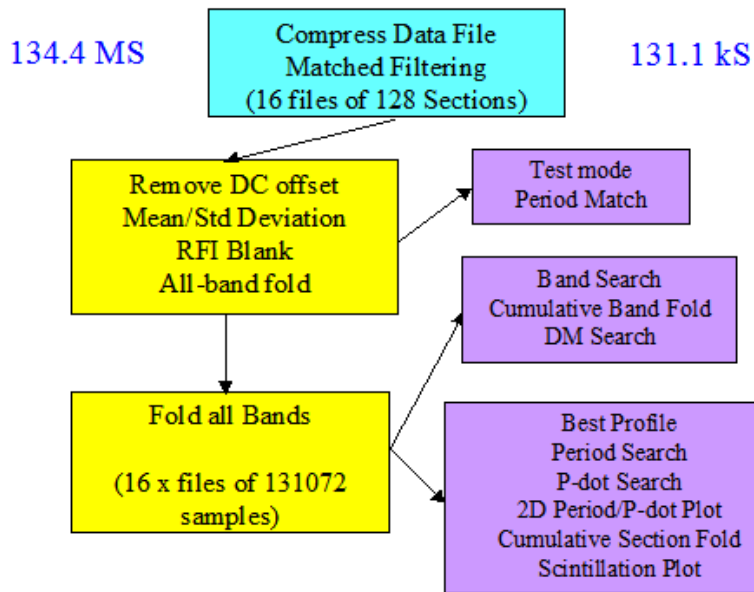 134.4 MS
Compress Data File
Matched Filtering
(16 files of 128 Sections)
131.1 kS
Remove DC offset
Mean/Std Deviation
RFI Blank
All-band fold
Test mode
Period Match
Band Search
Cumulative Band Fold
DM Search
Fold all Bands
(16 x files of 131072
samples)
Best Profile
Period Search
P-dot Search
2D Period/P-dot Plot
Cumulative Section Fold
Scintillation Plot